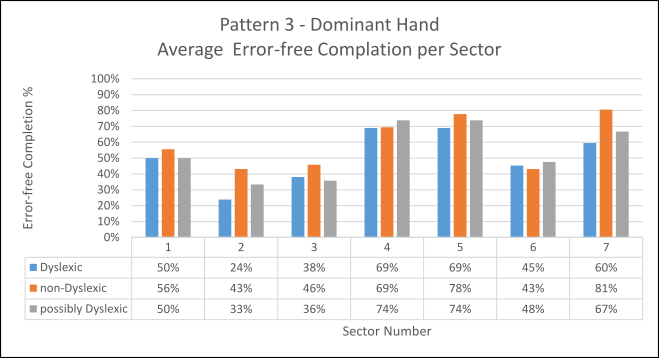 Pattern 3 - Dominant Hand
Average  Error-free Complation per Sector
Error-free Completion %
100%
90%
80%
70%
60%
50%
40%
30%
20%
10%
0%
1 2 3 4 5 6 7
Dyslexic 50% 24% 38% 69% 69% 45% 60%
non-Dyslexic 56% 43% 46% 69% 78% 43% 81%
possibly Dyslexic 50% 33% 36% 74% 74% 48% 67%
Sector Number